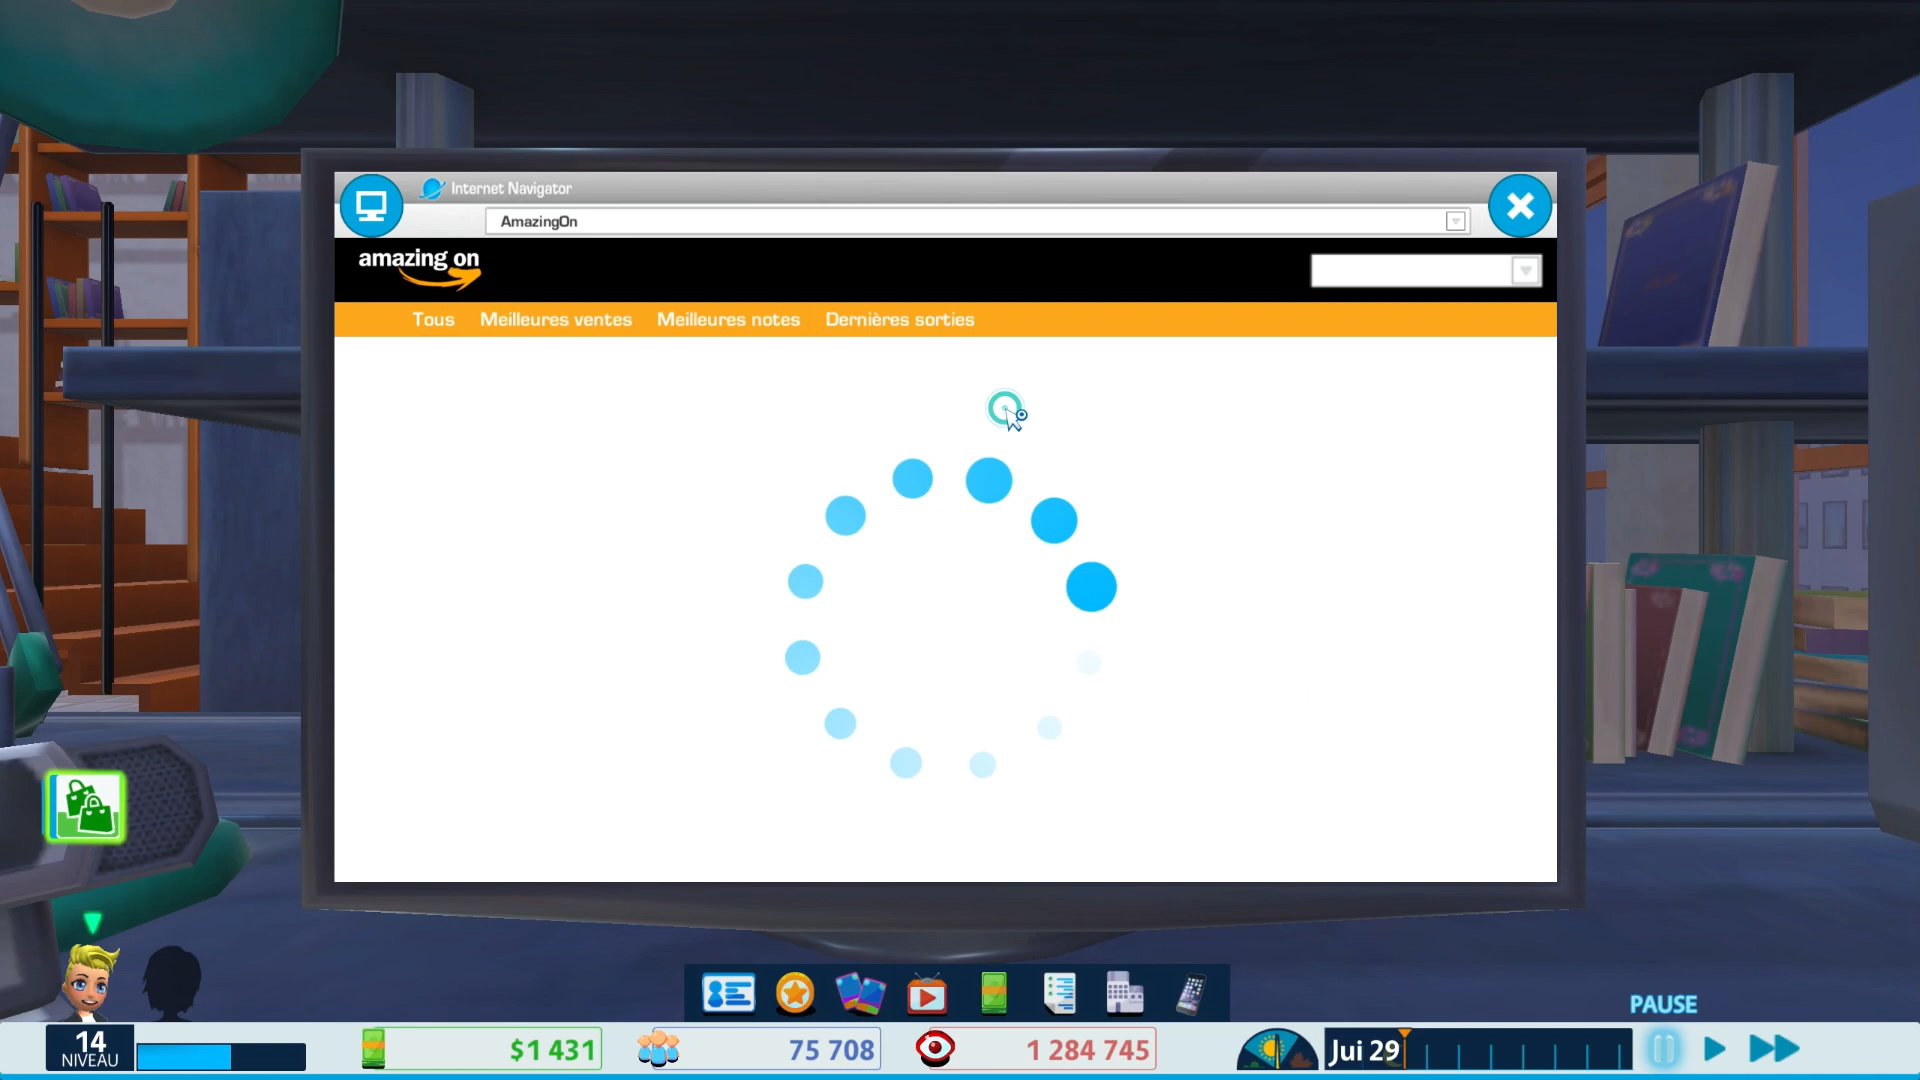 Internet Navigator
AmazingOn
amazing on
Tous Meilleures ventes Meilleures notes Dernières sorties
PAUSE
14
NIVEAU
$1 431
75 708
1 284 745
Jui 29